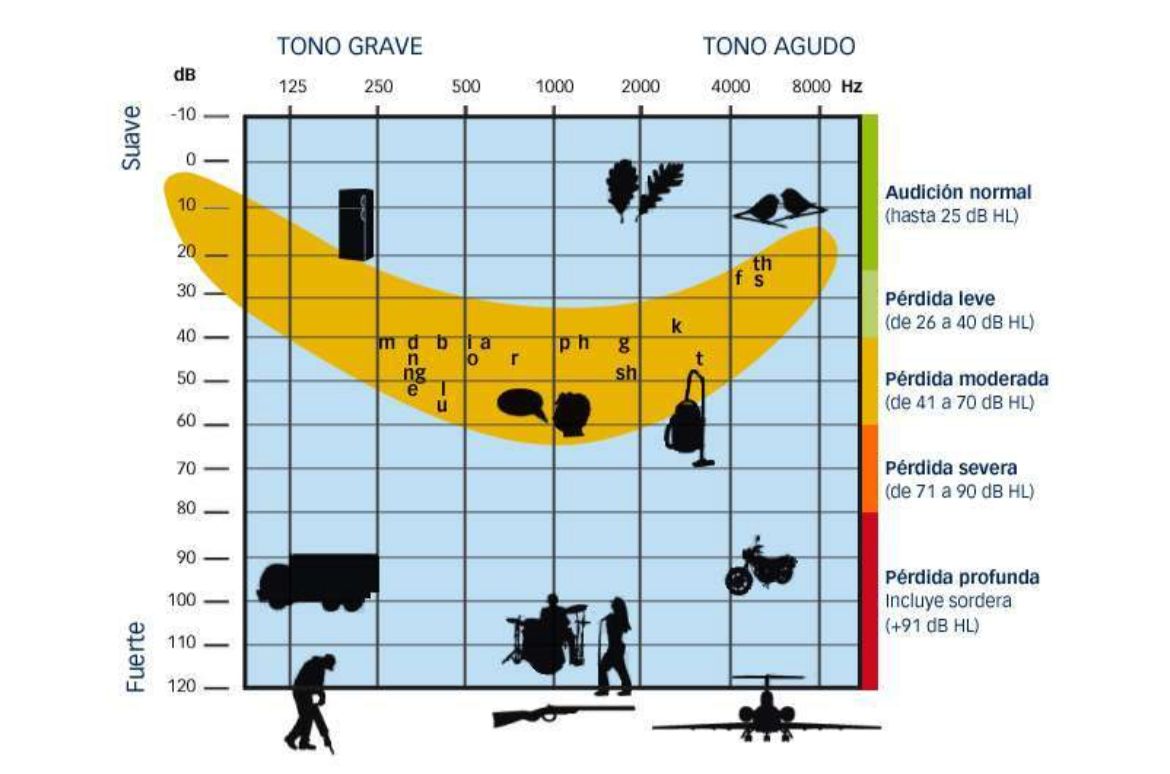 TONO GRAVE TONO AGUDO
dB 125 250 500 1000 2000 4000 8000 Hz
Suave
-10
0
10
20
30
40
50
60
70
80
90
100
110
120
Fuerte
th
f s
k
m d b i a p h g
n o r t
ng sh
e l
u
Audición normal
(hasta 25 dB HL)
Pérdida leve
(de 26 a 40 dB HL)
Pérdida moderada
(de 41 a 70 dB HL)
Pérdida severa
(de 71 a 90 dB HL)
Pérdida profunda
Incluye sordera
(+91 dB HL)